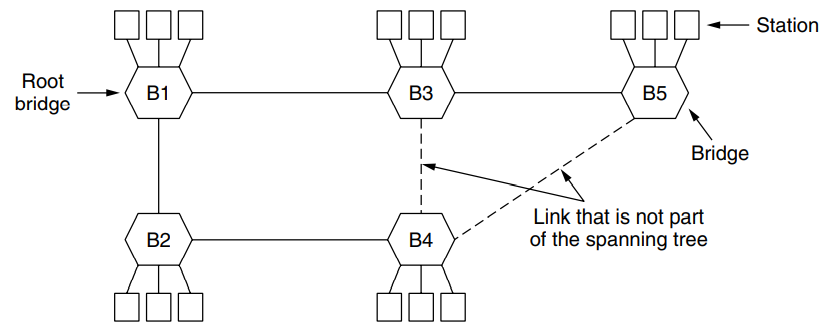 Station
Root
bridge
B1
B3
B5
Bridge
Link that is not part
of the spanning tree
B2
B4